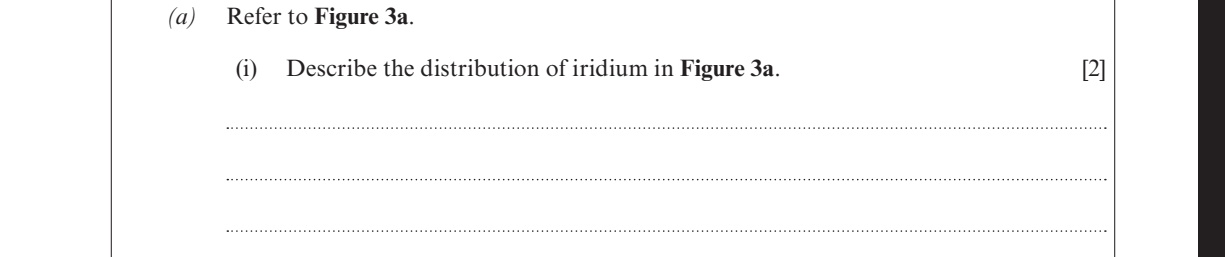 (a) Refer to Figure 3a.
(i) Describe the distribution of iridium in Figure 3a. [2]